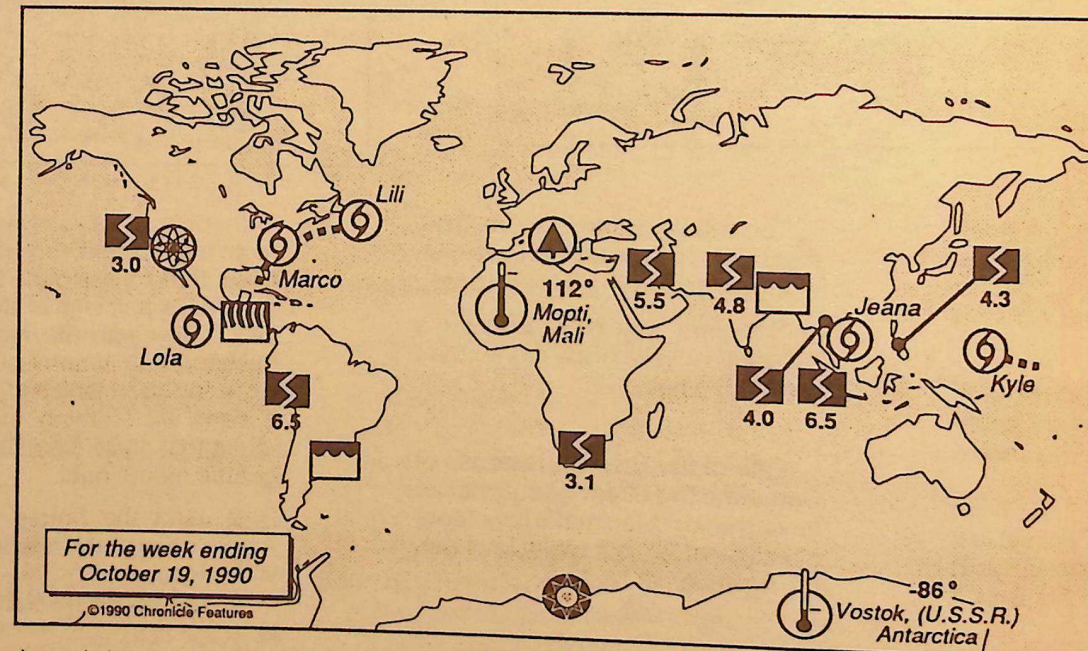 Lili
3.0
Marco
Lola
6.5
112°
Mopti,
Mali
5.5
4.8
Jeana
4.3
Kyle
4.0
6.5
3.1
For the week ending
October 19, 1990
©1990 Chronicle Features
-86°
Vostok, (U.S.S.R.)
Antarctica